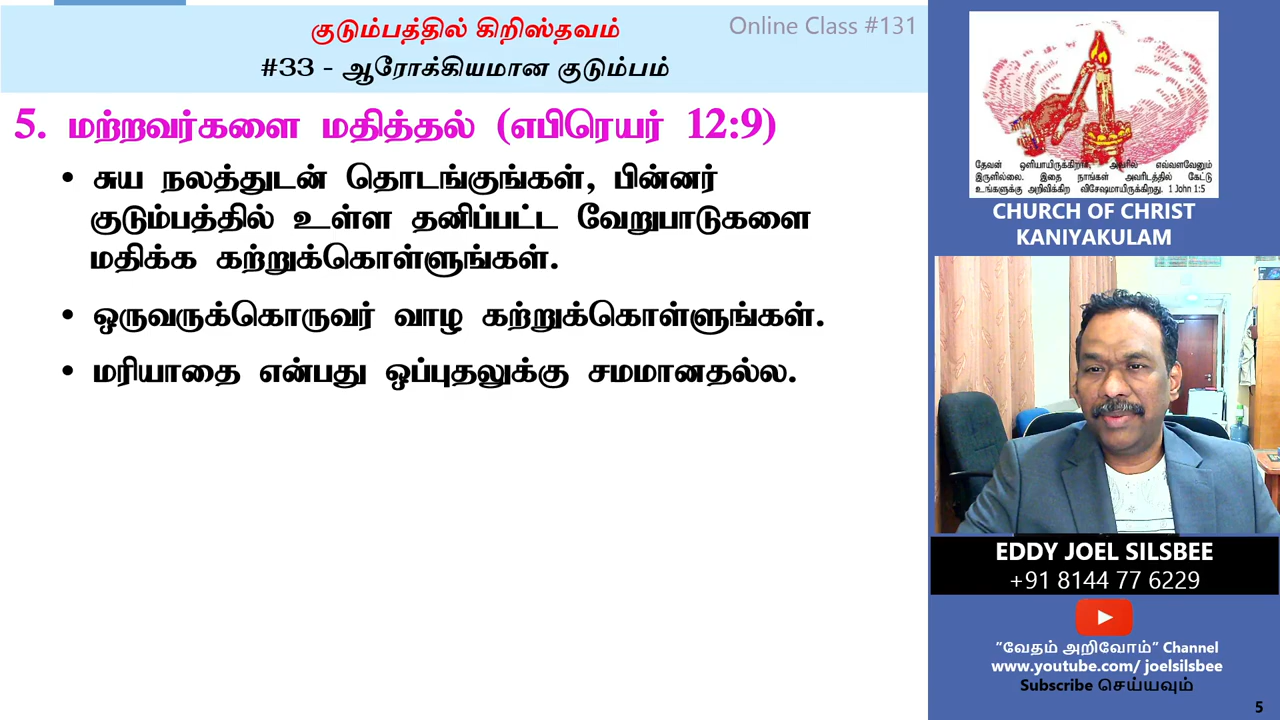 குடும்பத்தில் கிறிஸ்தவம்
Online Class #131
#33 - ஆரோக்கியமான குடும்பம்
5. மற்றவர்களை மதித்தல் (எபிரெயர் 12:9)
• சுய நலத்துடன் தொடங்குங்கள், பின்னர்
குடும்பத்தில் உள்ள தனிப்பட்ட வேறுபாடுகளை
மதிக்க கற்றுக்கொள்ளுங்கள்.
• ஒருவருக்கொருவர் வாழ கற்றுக்கொள்ளுங்கள்.
• மரியாதை என்பது ஒப்புதலுக்கு சமமானதல்ல.
தேவன் ஒளியாயிருக்கிறார், அவரில் எவ்வளவேனும்
இருளில்லை. இதை நாங்கள் அவரிடத்தில் கேட்டு
உங்களுக்கு அறிவிக்கிற விசேஷமாயிருக்கிறது. 1 John 1:5
CHURCH OF CHRIST
KANIYAKULAM
EDDY JOEL SILSBEE
+91 8144 77 6229
"வேதம் அறிவோம்" Channel
www.youtube.com/ joelsilsbee
Subscribe செய்யவும்
5